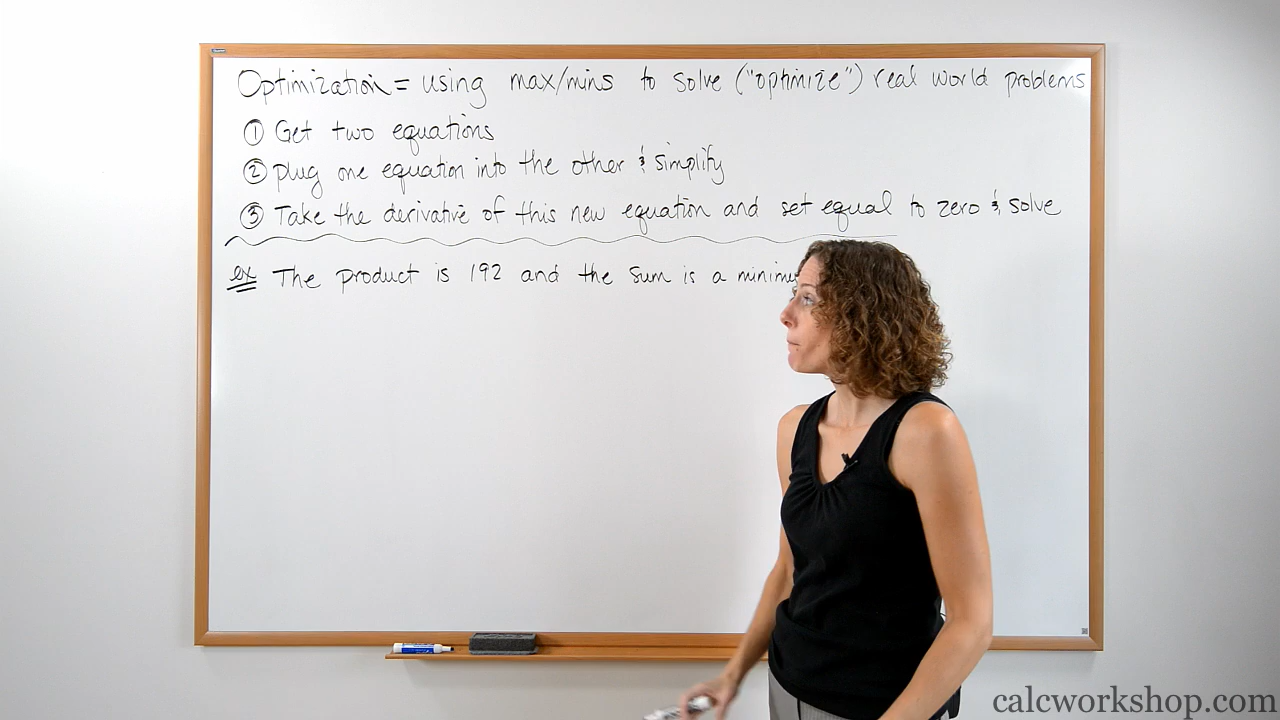 Optimization = using max/mins to solve ("optimize") real world problems
① Get two equations
② plug one equation into the other & simplify
③ Take the derivative of this new equation and set equal to zero & solve
ex The product is 192 and the sum is a
calcworkshop.com